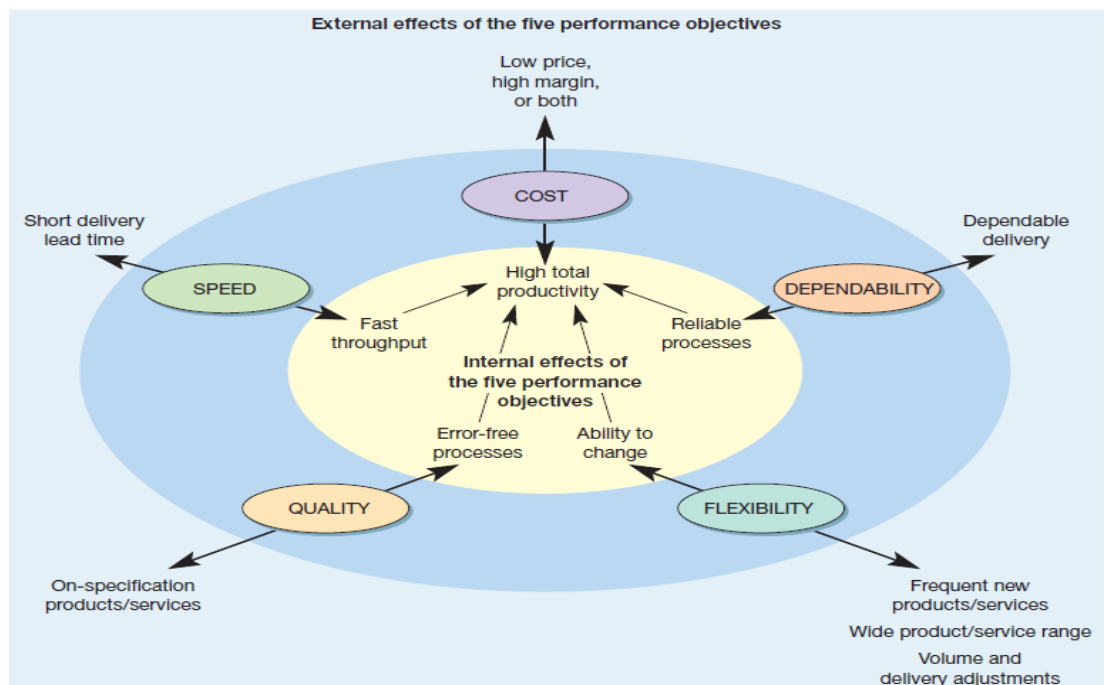 External effects of the five performance objectives
Low price,
high margin,
or both
COST
Short delivery
lead time
Dependable
delivery
SPEED
DEPENDABILITY
High total
productivity
Fast
throughput
Reliable
processes
Internal effects of
the five performance
objectives
Error-free
processes
Ability to
change
QUALITY
FLEXIBILITY
On-specification
products/services
Frequent new
products/services
Wide product/service range
Volume and
delivery adjustments